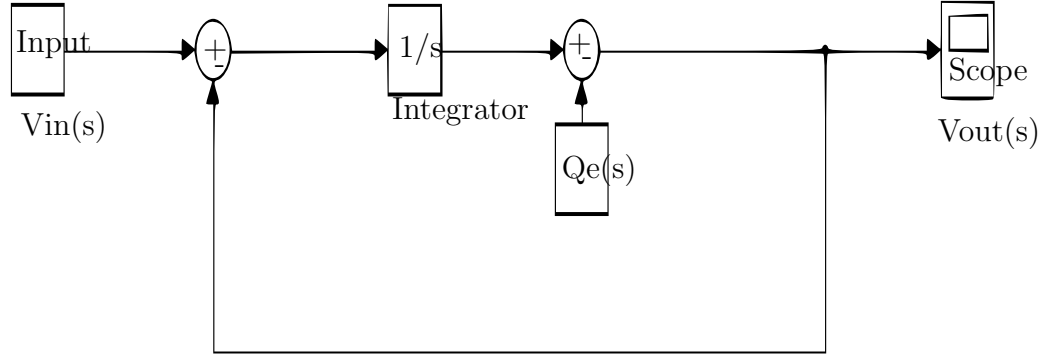 Input
+
-
1/s
+
-
Scope
Integrator
Vin(s)
Vout(s)
Qe(s)